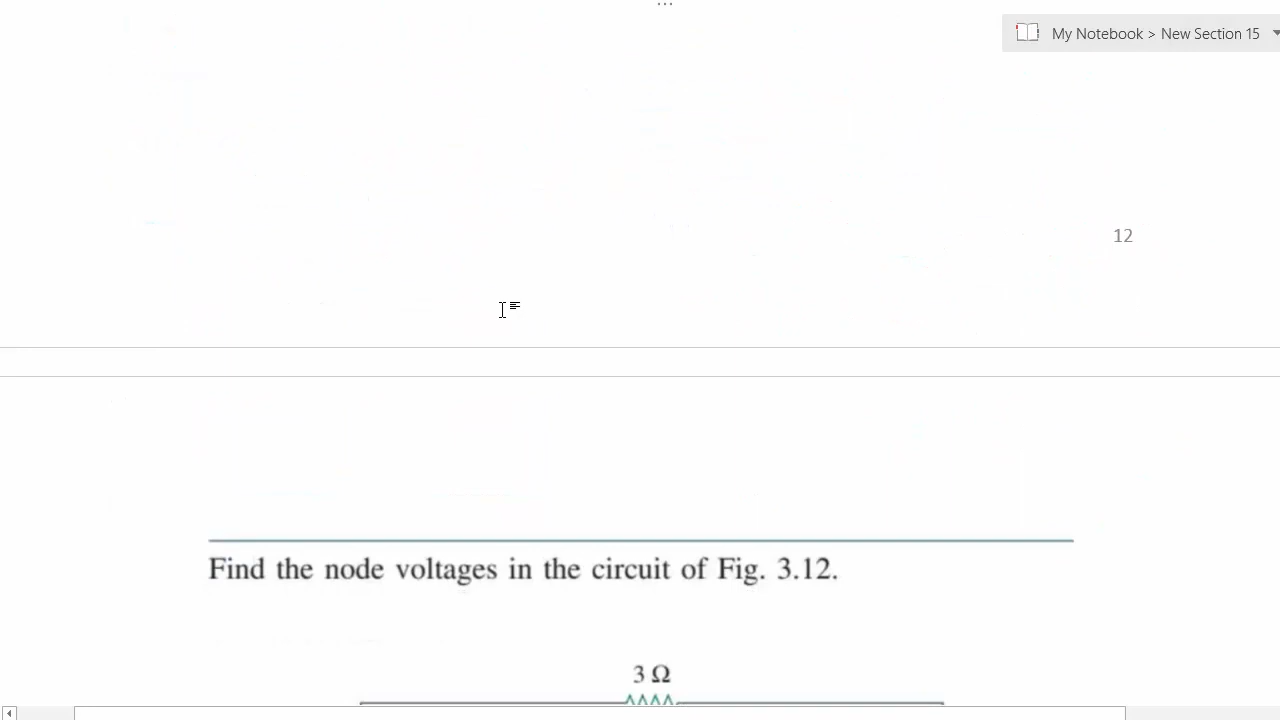 ...
My Notebook > New Section 15
12
Find the node voltages in the circuit of Fig. 3.12.
3 Ω